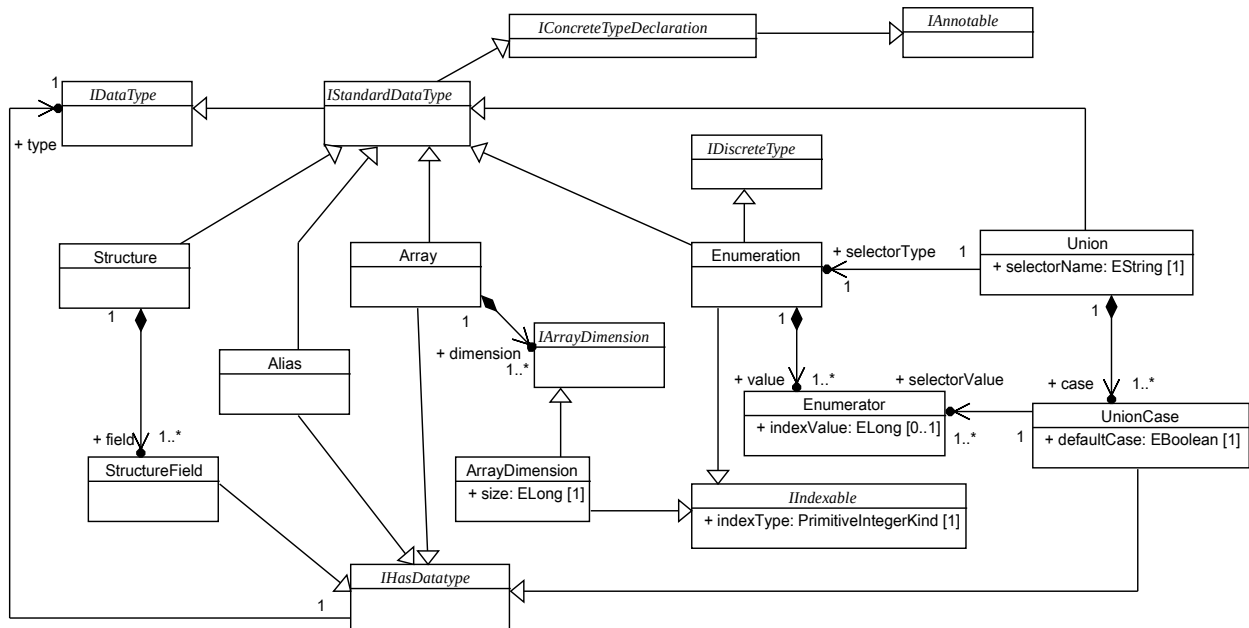 IConcreteTypeDeclaration
IAnnotable
1
IDataType
IStandardDataType
+ type
IDiscreteType
Structure
Array
Enumeration
+ selectorType
1
1
Union
+ selectorName: EString [1]
1
1
+ dimension
1..*
IArrayDimension
1
1
Alias
+ value
1..*
+ selectorValue
+ case
1..*
Enumerator
+ indexValue: ELong [0..1]
1..*
1
UnionCase
+ defaultCase: EBoolean [1]
+ field
1..*
StructureField
ArrayDimension
+ size: ELong [1]
IIndexable
+ indexType: PrimitiveIntegerKind [1]
IHasDatatype
1